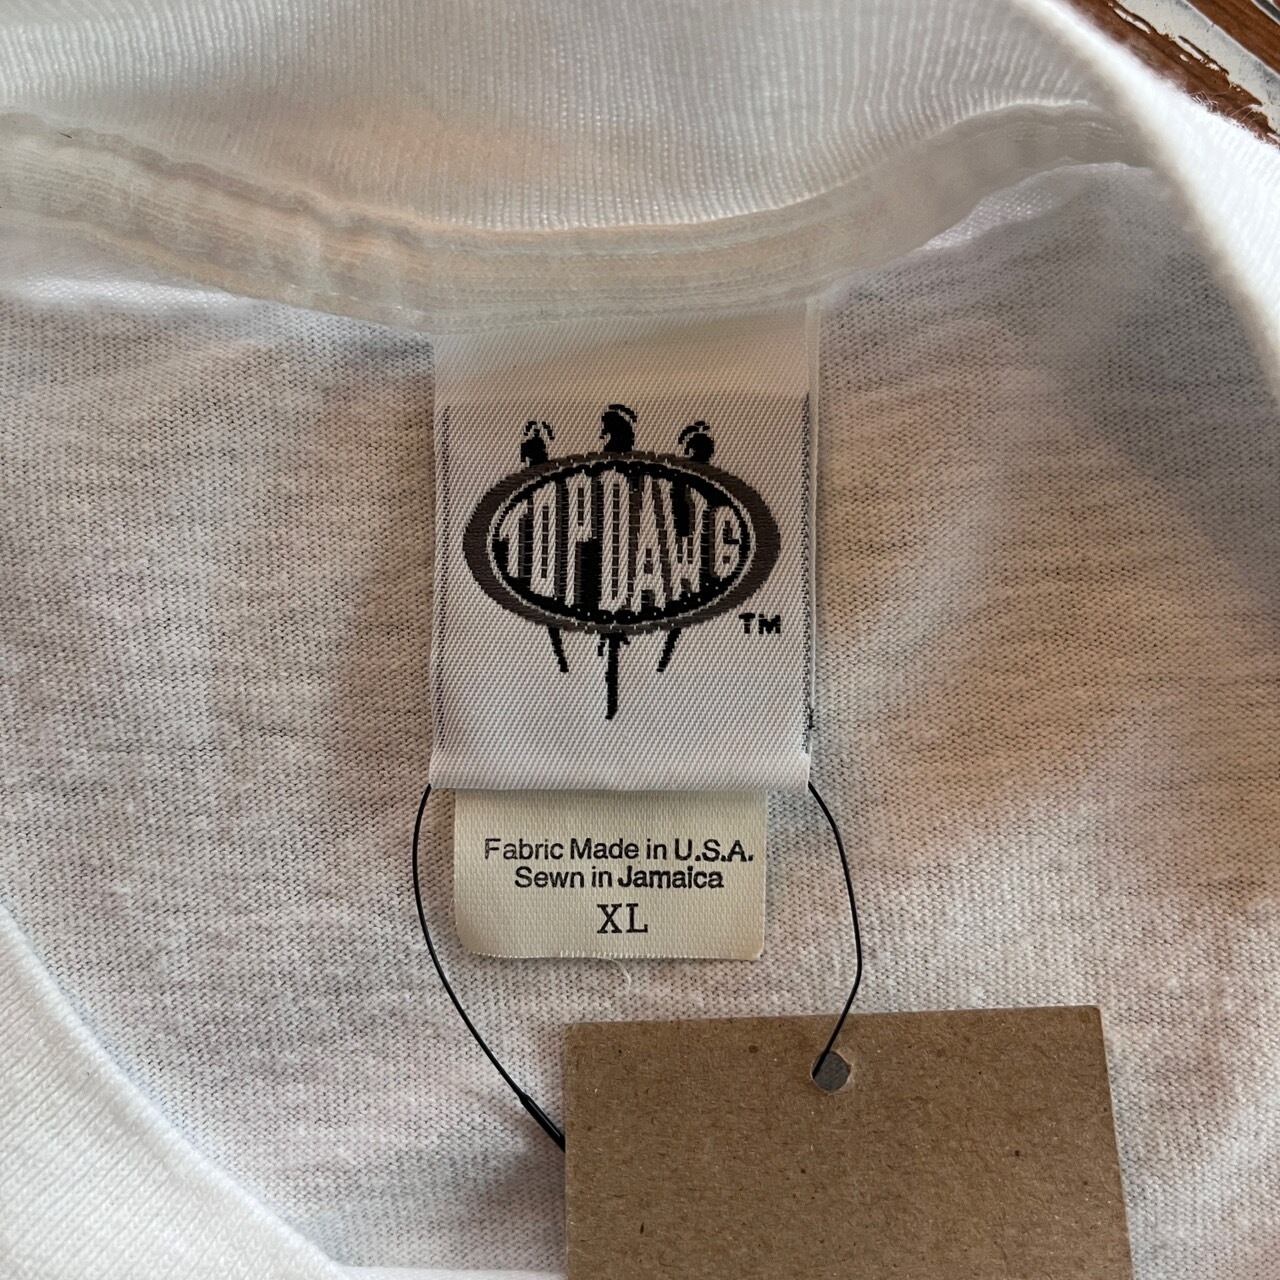 TOPDAWG
TM
Fabric Made in U.S.A.
Sewn in Jamaica
XL